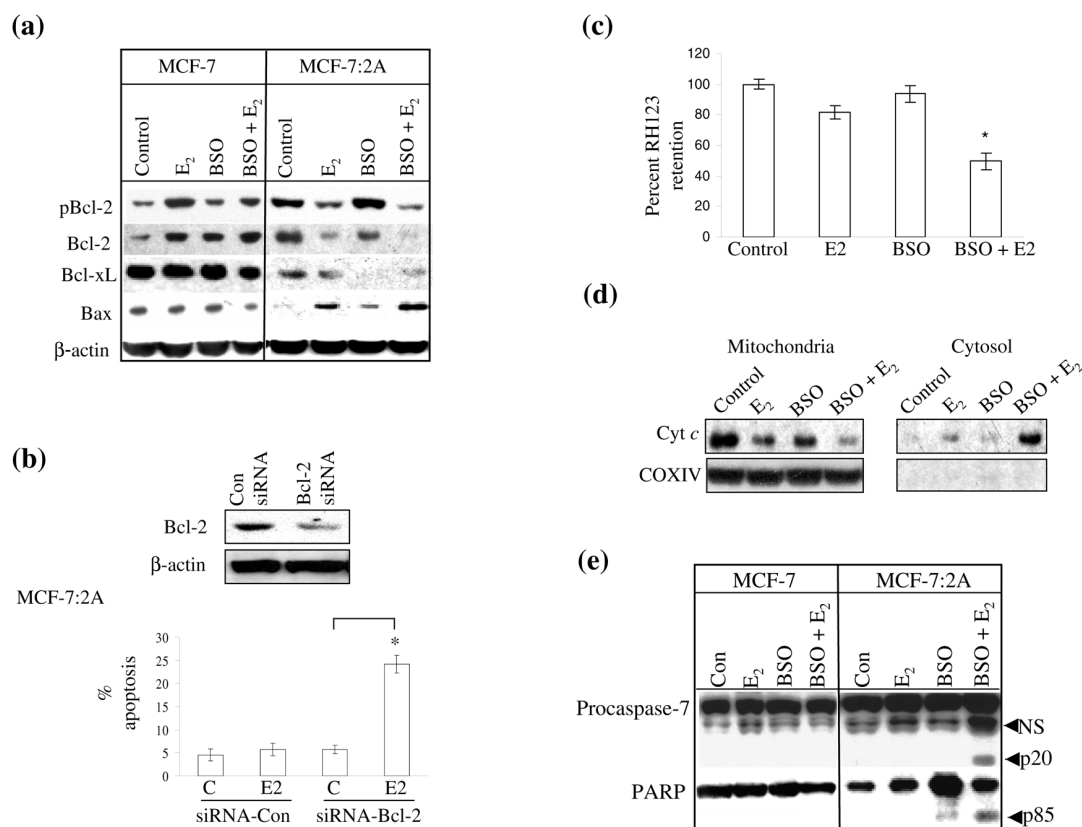 (a)
MCF-7 MCF-7:2A
Control E₂ BSO BSO + E₂ Control E₂ BSO BSO + E₂
pBcl-2
Bcl-2
Bcl-xL
Bax
β-actin
(b)
Con siRNA Bcl-2 siRNA
Bcl-2
β-actin
MCF-7:2A
% apoptosis
35
30
25
20
15
10
5
0
*
C E2 C E2
siRNA-Con siRNA-Bcl-2
(c)
Percent RH123 retention
120
100
80
60
40
20
0
*
Control E2 BSO BSO + E2
(d)
Mitochondria Cytosol
Control E₂ BSO BSO + E₂ Control E₂ BSO BSO + E₂
Cyt c
COXIV
(e)
MCF-7 MCF-7:2A
Con E₂ BSO BSO + E₂ Con E₂ BSO BSO + E₂
Procaspase-7
NS
p20
PARP
p85